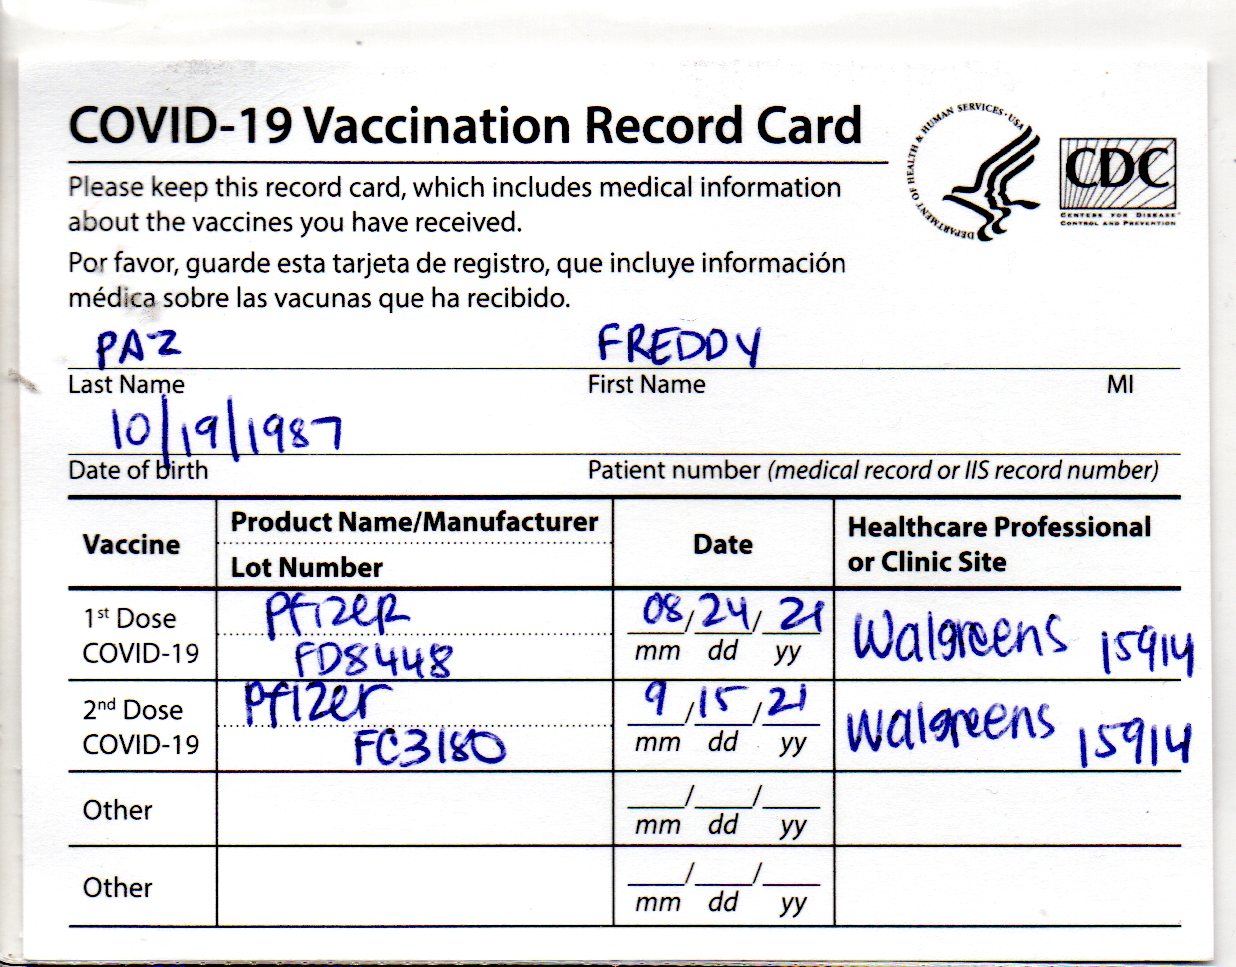 COVID-19 Vaccination Record Card
DEPARTMENT OF HEALTH & HUMAN SERVICES · USA
CDC
CENTERS FOR DISEASE
CONTROL AND PREVENTION
Please keep this record card, which includes medical information
about the vaccines you have received.
Por favor, guarde esta tarjeta de registro, que incluye información
médica sobre las vacunas que ha recibido.
PAZ FREDDY
Last Name First Name MI
10/19/1987
Date of birth Patient number (medical record or IIS record number)
Vaccine Product Name/Manufacturer Date Healthcare Professional
Lot Number or Clinic Site
1st Dose Pfizer 08/24/21 Walgreens 15914
COVID-19 FD8448 mm dd yy
2nd Dose Pfizer 9/15/21 Walgreens 15914
COVID-19 FC3180 mm dd yy
Other ___/___/___
mm dd yy
Other ___/___/___
mm dd yy